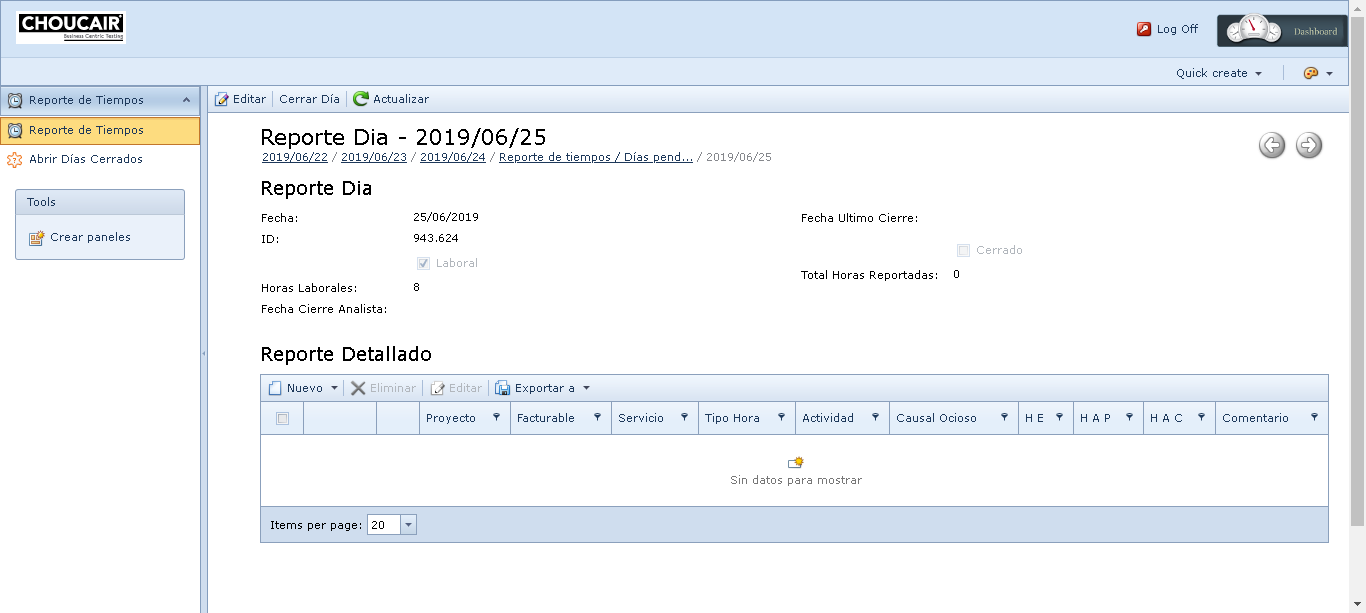 CHOUCAIR
Business Centric Testing
Log Off
Dashboard
Quick create
Reporte de Tiempos
Editar Cerrar Día Actualizar
Reporte de Tiempos
Abrir Días Cerrados
Tools
Crear paneles
Reporte Dia - 2019/06/25
2019/06/22 / 2019/06/23 / 2019/06/24 / Reporte de tiempos / Días pend... / 2019/06/25
Reporte Dia
Fecha: 25/06/2019 Fecha Ultimo Cierre:
ID: 943.624
Cerrado
Laboral
Total Horas Reportadas: 0
Horas Laborales: 8
Fecha Cierre Analista:
Reporte Detallado
Nuevo Eliminar Editar Exportar a
Proyecto Facturable Servicio Tipo Hora Actividad Causal Ocioso H E H A P H A C Comentario
Sin datos para mostrar
Items per page: 20